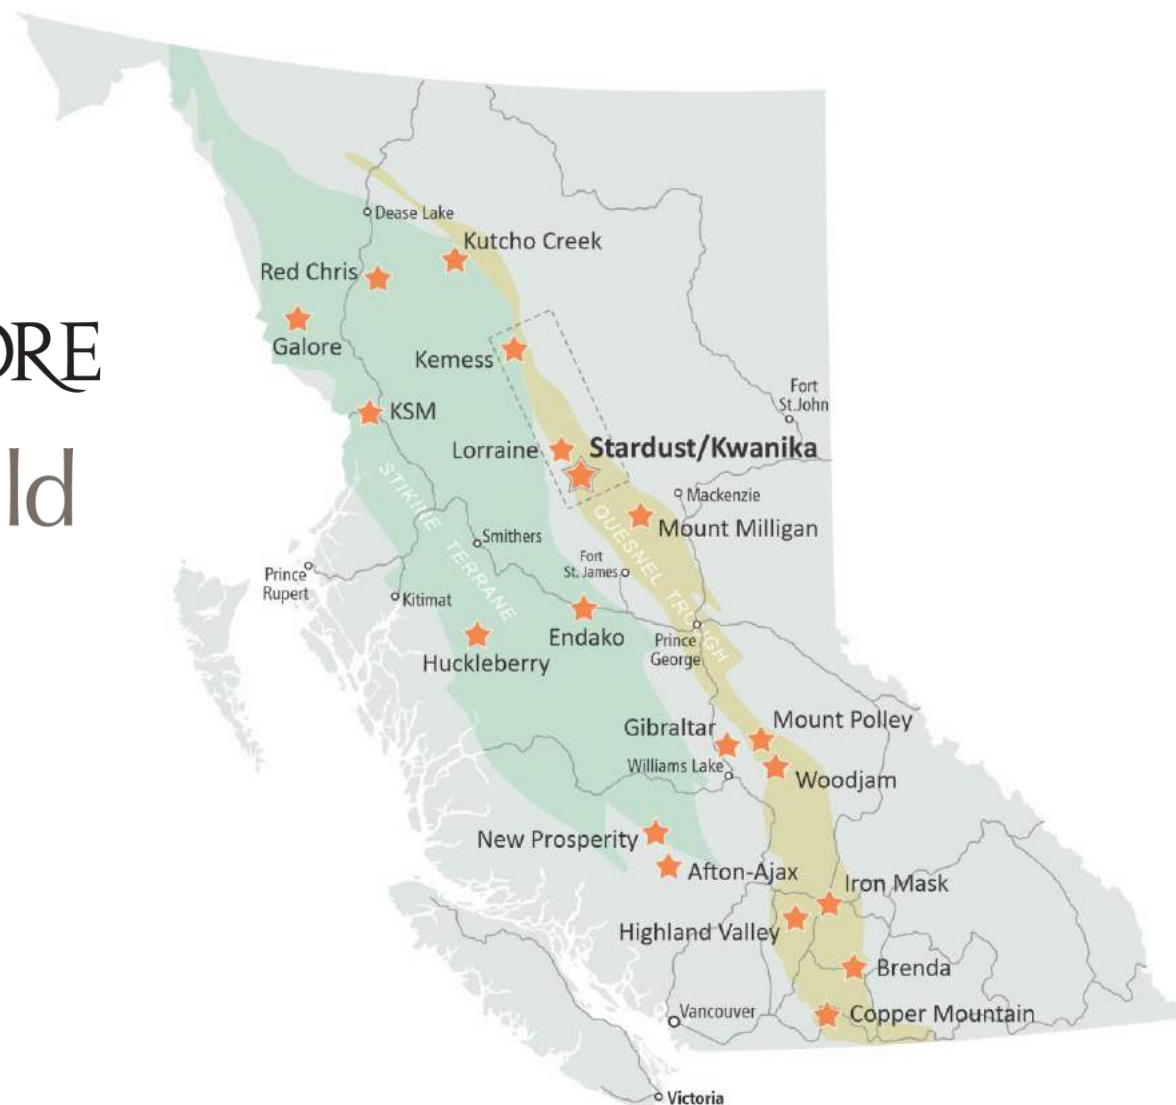 Dease Lake
Kutcho Creek
Red Chris
Galore
ORE
Kemess
Fort
St.John
KSM
Lorraine
Stardust/Kwanika
ld
STIKINE TERRANE
Mackenzie
QUESNEL TROUGH
Mount Milligan
Smithers
Fort
St. James
Prince
Rupert
Kitimat
Endako
Prince
George
Huckleberry
Gibraltar
Mount Polley
Williams Lake
Woodjam
New Prosperity
Afton-Ajax
Iron Mask
Highland Valley
Brenda
Vancouver
Copper Mountain
Victoria